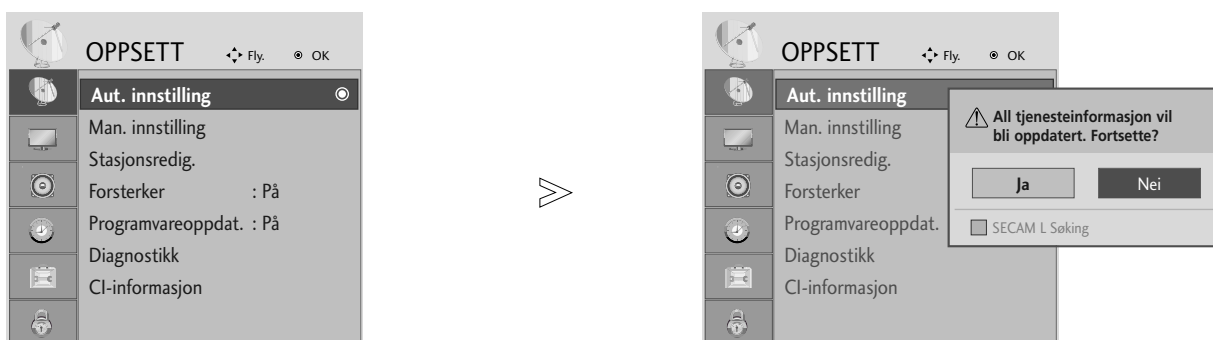 OPPSETT Fly. OK
Aut. innstilling
Man. innstilling
Stasjonsredig.
Forsterker : På
Programvareoppdat. : På
Diagnostikk
CI-informasjon
OPPSETT Fly. OK
Aut. innstilling
Man. innstilling
Stasjonsredig.
Forsterker
Programvareoppdat.
Diagnostikk
CI-informasjon
All tjenesteinformasjon vil
bli oppdatert. Fortsette?
Ja Nei
SECAM L Søking